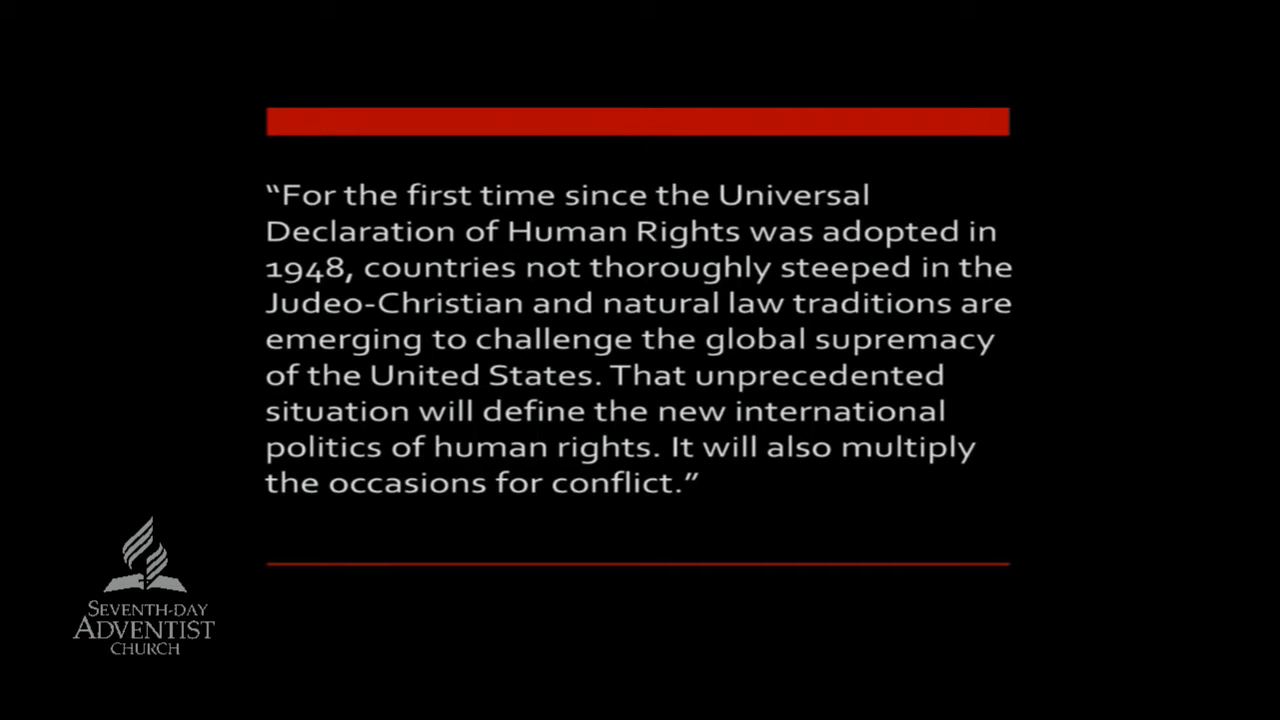 “For the first time since the Universal
Declaration of Human Rights was adopted in
1948, countries not thoroughly steeped in the
Judeo-Christian and natural law traditions are
emerging to challenge the global supremacy
of the United States. That unprecedented
situation will define the new international
politics of human rights. It will also multiply
the occasions for conflict.”
SEVENTH-DAY
ADVENTIST
CHURCH